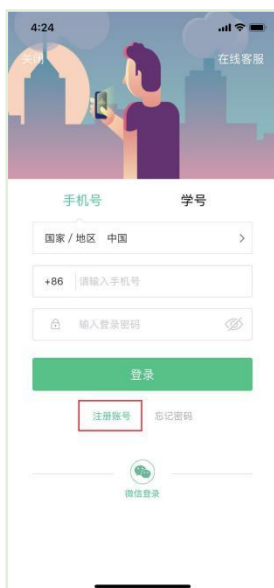 4:24
关闭 在线客服
手机号 学号
国家 / 地区 中国
+86 请输入手机号
输入登录密码
登录
注册账号 忘记密码
微信登录